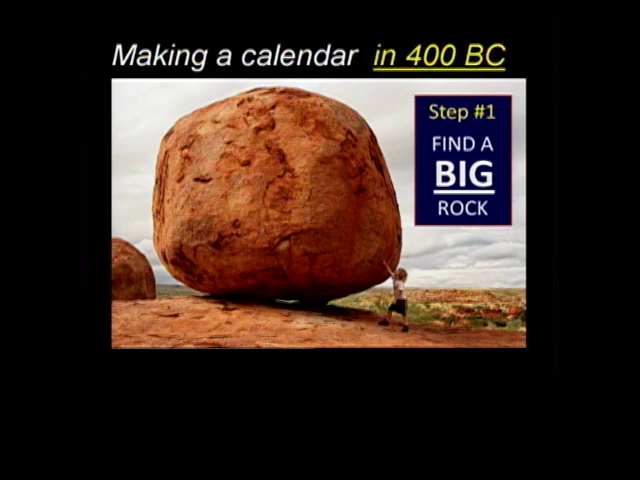 Making a calendar in 400 BC
Step #1
FIND A
BIG
ROCK